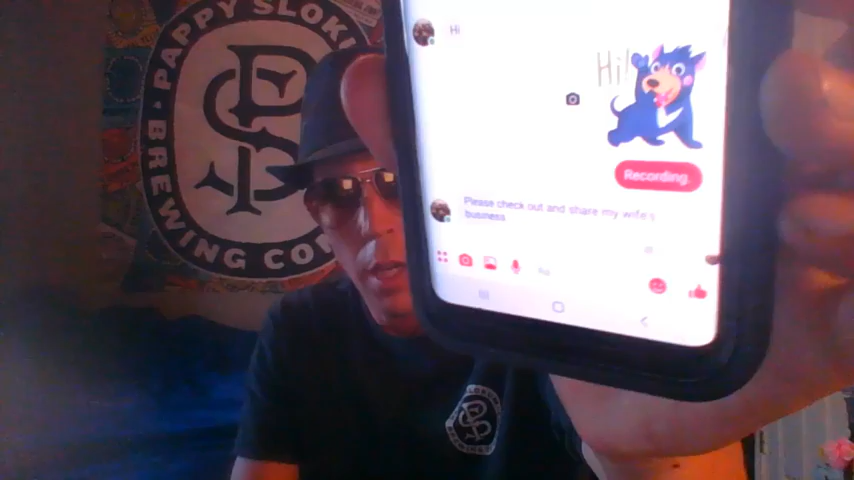 PAPPY SLOKUM
BREWING CO
Hi
Hi!
Recording.
Please check out and share my wife's
business